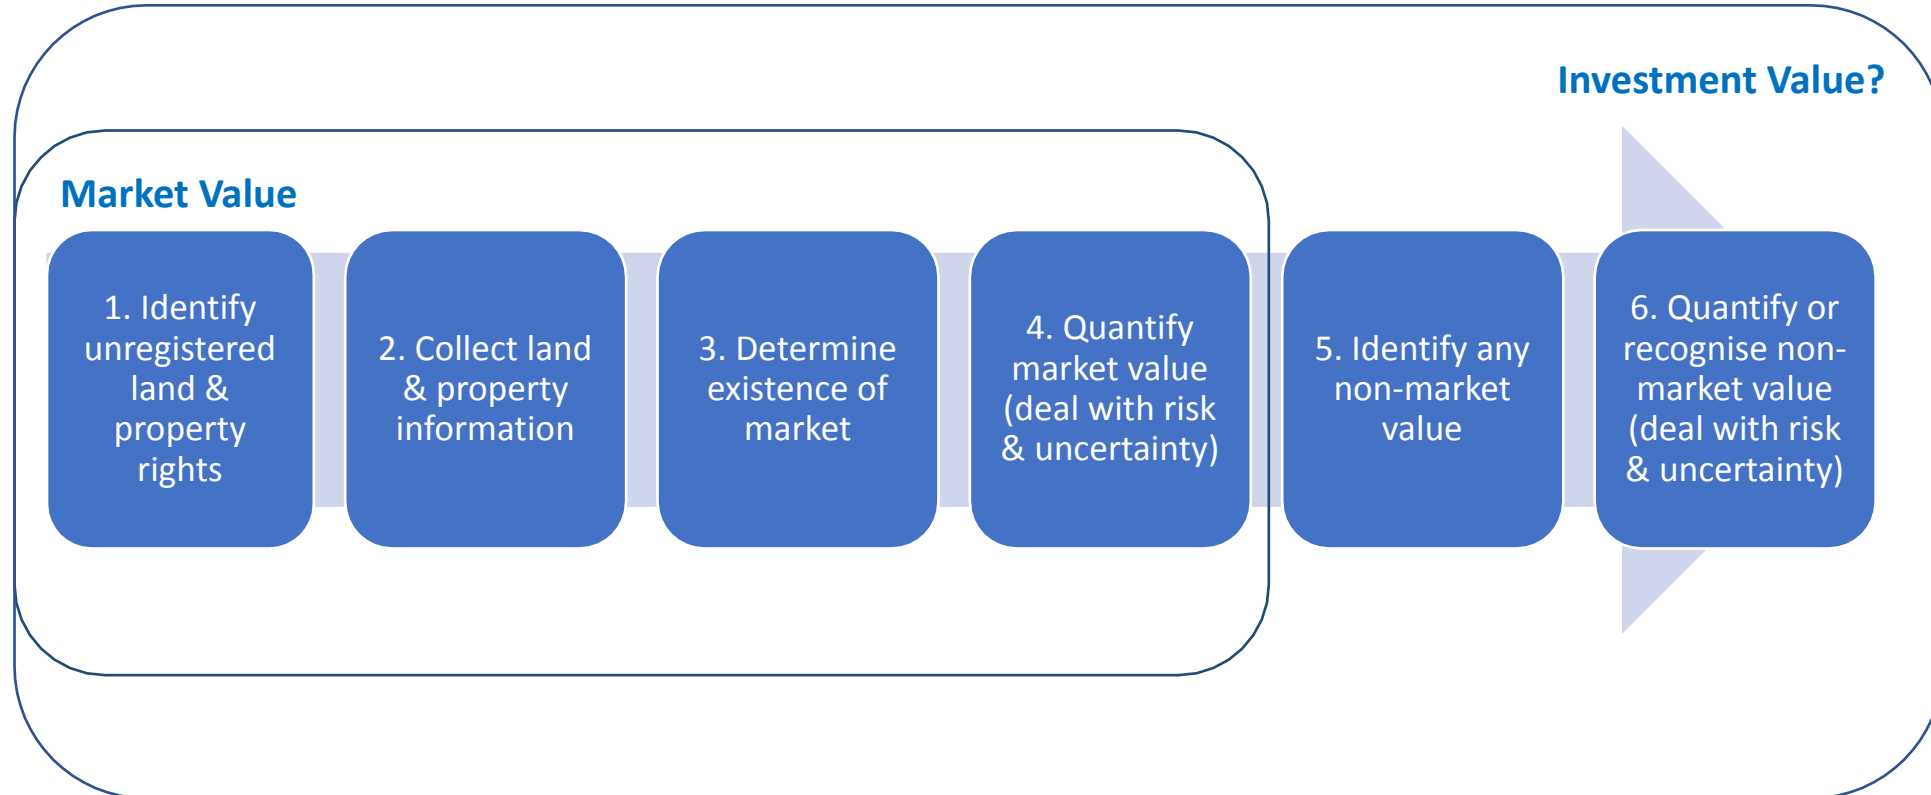 Investment Value?
Market Value
1. Identify
unregistered
land &
property
rights
2. Collect land
& property
information
3. Determine
existence of
market
4. Quantify
market value
(deal with risk
& uncertainty)
5. Identify any
non-market
value
6. Quantify or
recognise non-
market value
(deal with risk
& uncertainty)